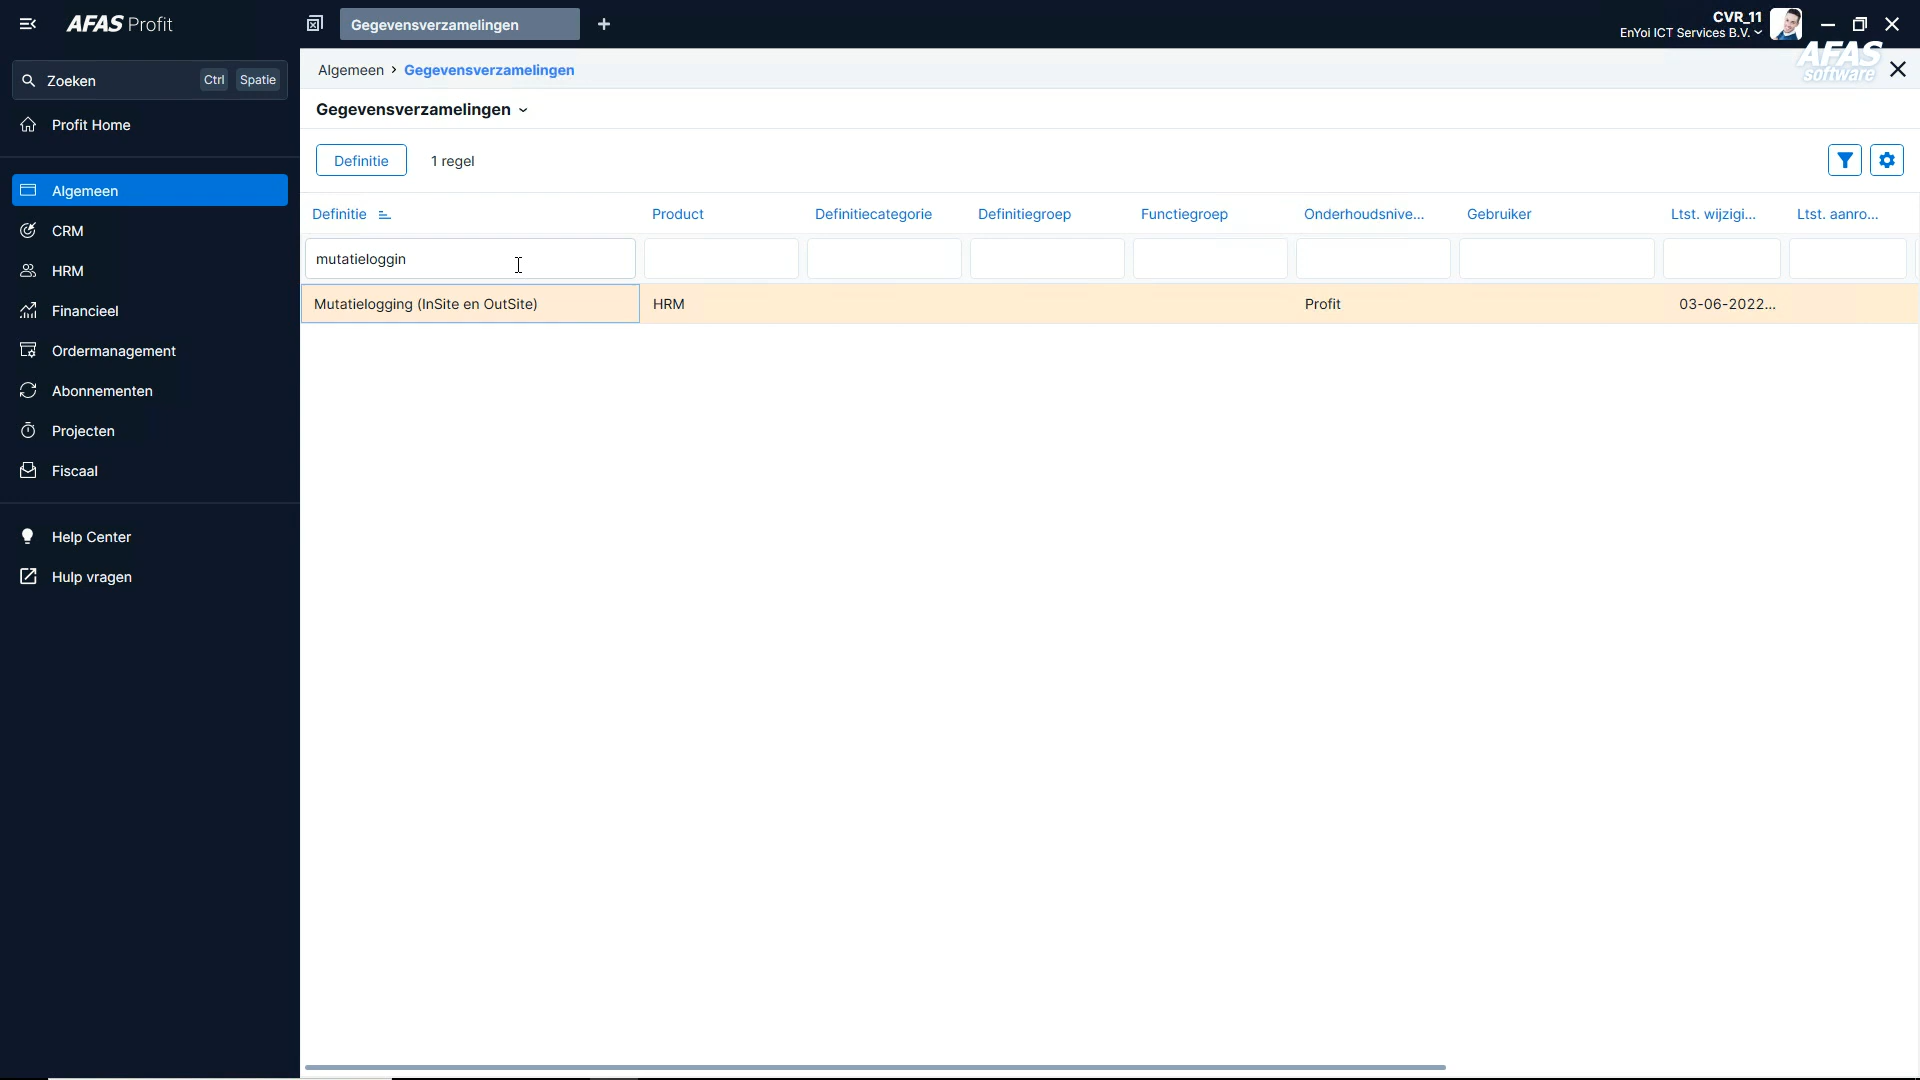 AFAS Profit
Gegevensverzamelingen
CVR_11
EnYoi ICT Services B.V.
AFAS software
Zoeken Ctrl Spatie
Profit Home
Algemeen
CRM
HRM
Financieel
Ordermanagement
Abonnementen
Projecten
Fiscaal
Help Center
Hulp vragen
Algemeen > Gegevensverzamelingen
Gegevensverzamelingen
Definitie 1 regel
Definitie Product Definitiecategorie Definitiegroep Functiegroep Onderhoudsnive... Gebruiker Ltst. wijzigi... Ltst. aanro...
mutatieloggin
Mutatielogging (InSite en OutSite) HRM Profit 03-06-2022...